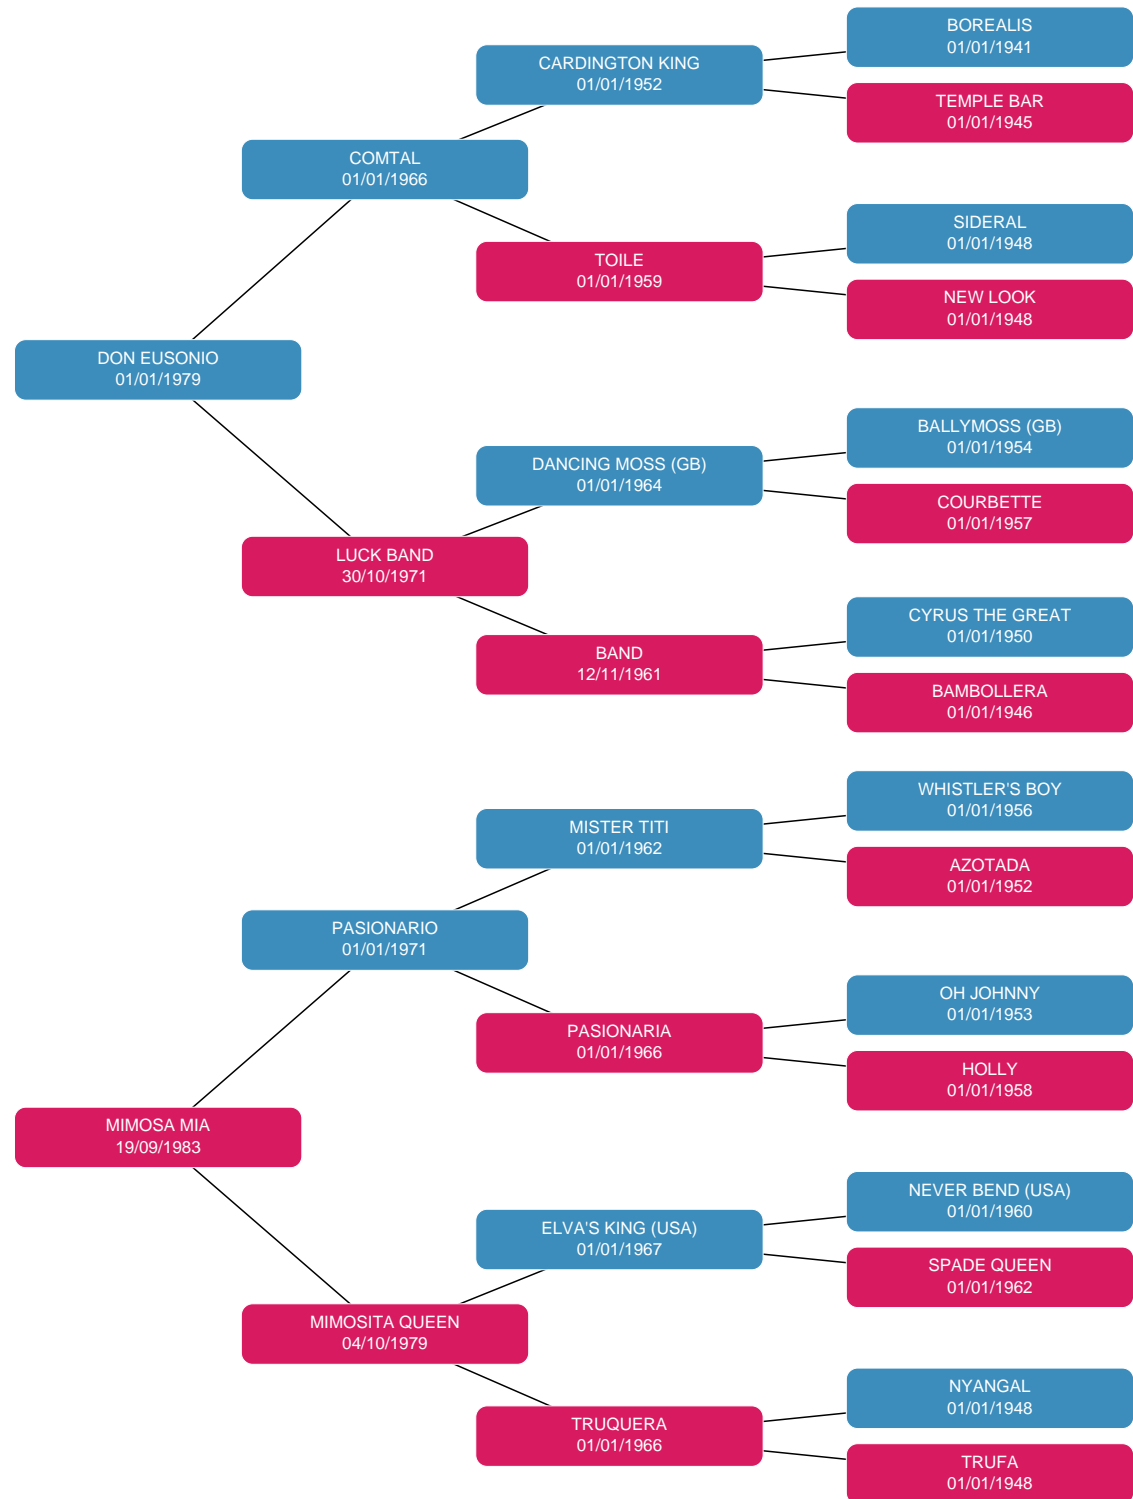 BOREALIS
01/01/1941
CARDINGTON KING
01/01/1952
TEMPLE BAR
01/01/1945
COMTAL
01/01/1966
SIDERAL
01/01/1948
TOILE
01/01/1959
NEW LOOK
01/01/1948
DON EUSONIO
01/01/1979
BALLYMOSS (GB)
01/01/1954
DANCING MOSS (GB)
01/01/1964
COURBETTE
01/01/1957
LUCK BAND
30/10/1971
CYRUS THE GREAT
01/01/1950
BAND
12/11/1961
BAMBOLLERA
01/01/1946
WHISTLER'S BOY
01/01/1956
MISTER TITI
01/01/1962
AZOTADA
01/01/1952
PASIONARIO
01/01/1971
OH JOHNNY
01/01/1953
PASIONARIA
01/01/1966
HOLLY
01/01/1958
MIMOSA MIA
19/09/1983
NEVER BEND (USA)
01/01/1960
ELVA'S KING (USA)
01/01/1967
SPADE QUEEN
01/01/1962
MIMOSITA QUEEN
04/10/1979
NYANGAL
01/01/1948
TRUQUERA
01/01/1966
TRUFA
01/01/1948